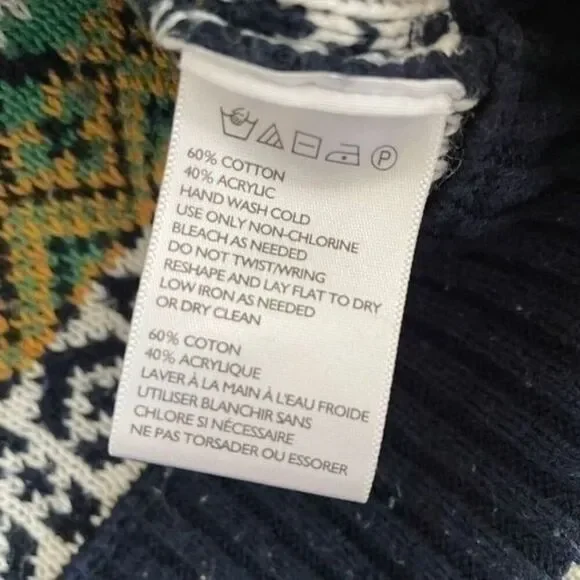 P
60% COTTON
40% ACRYLIC
HAND WASH COLD
USE ONLY NON-CHLORINE
BLEACH AS NEEDED
DO NOT TWIST/WRING
RESHAPE AND LAY FLAT TO DRY
LOW IRON AS NEEDED
OR DRY CLEAN
60% COTON
40% ACRYLIQUE
LAVER À LA MAIN À L'EAU FROIDE
UTILISER BLANCHIR SANS
CHLORE SI NÉCESSAIRE
NE PAS TORSADER OU ESSORER